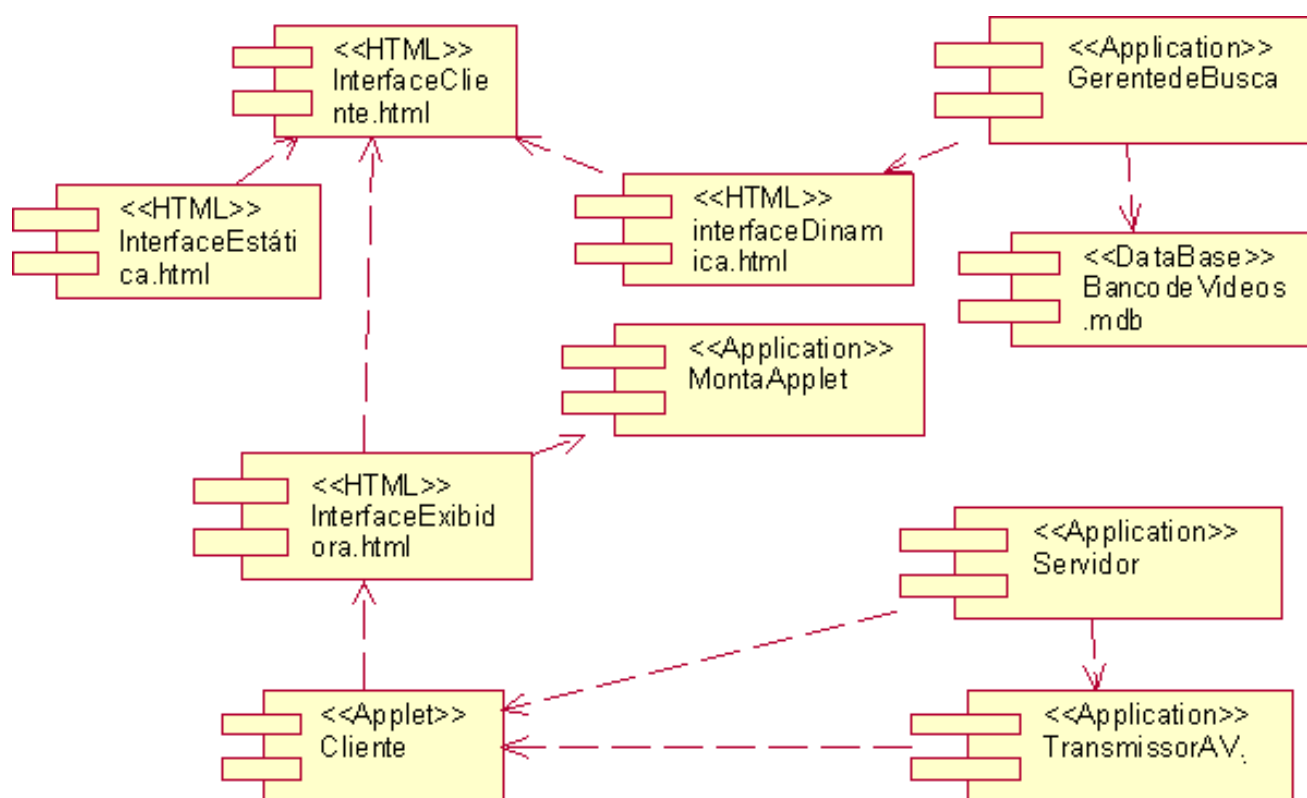 <<HTML>>
InterfaceClie
nte.html
<<Application>>
GerentedeBusca
<<HTML>>
InterfaceEstáti
ca.html
<<HTML>>
interfaceDinam
ica.html
<<DataBase>>
BancodeVideos
.mdb
<<Application>>
MontaApplet
<<HTML>>
InterfaceExibid
ora.html
<<Application>>
Servidor
<<Applet>>
Cliente
<<Application>>
TransmissorAV.